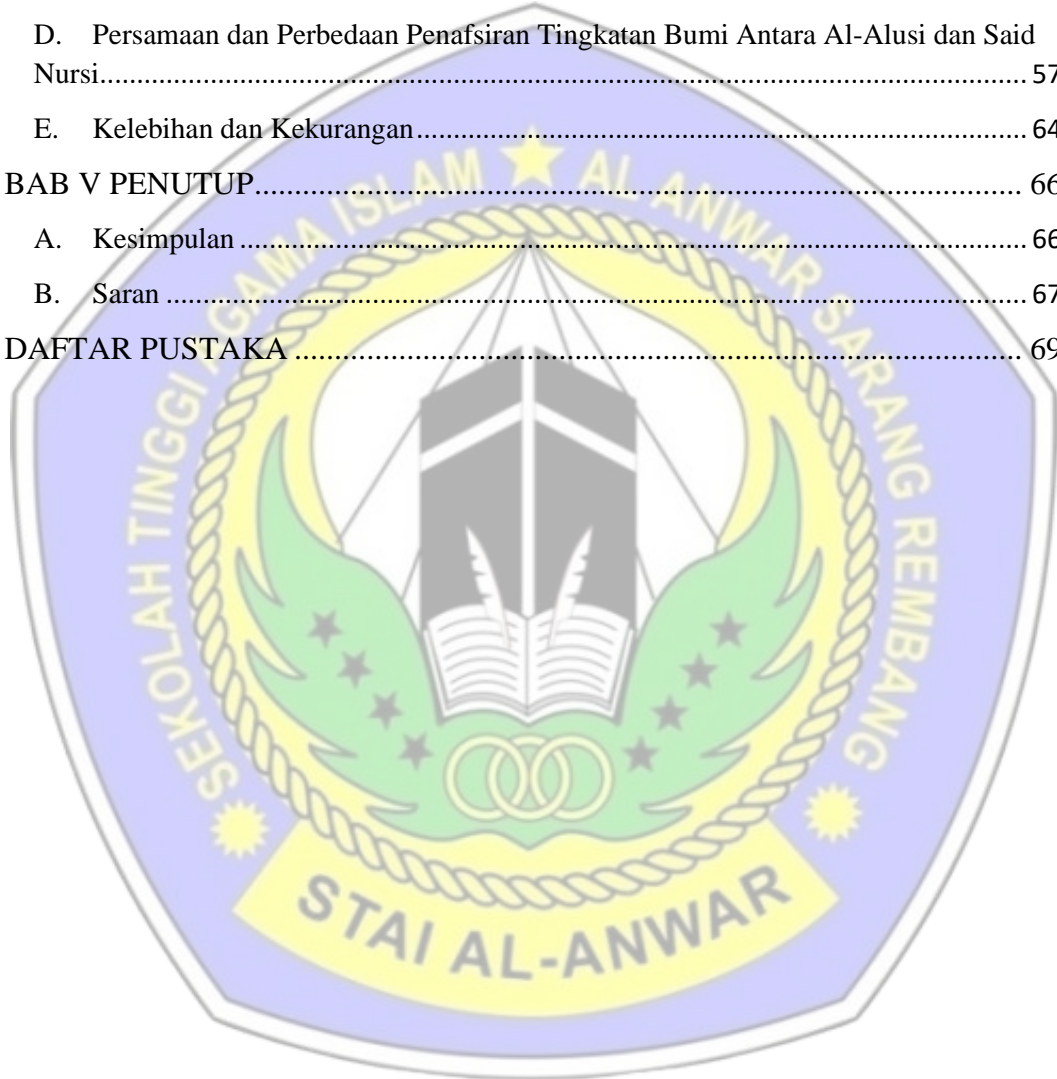 D. Persamaan dan Perbedaan Penafsiran Tingkatan Bumi Antara Al-Alusi dan Said
Nursi........................................................................ 57
E. Kelebihan dan Kekurangan........................................................................ 64
BAB V PENUTUP........................................................................ 66
A. Kesimpulan ........................................................................ 66
B. Saran ........................................................................ 67
DAFTAR PUSTAKA ........................................................................ 69
SEKOLAH TINGGI AGAMA ISLAM AL ANWAR SARANG REMBANG
STAI AL-ANWAR